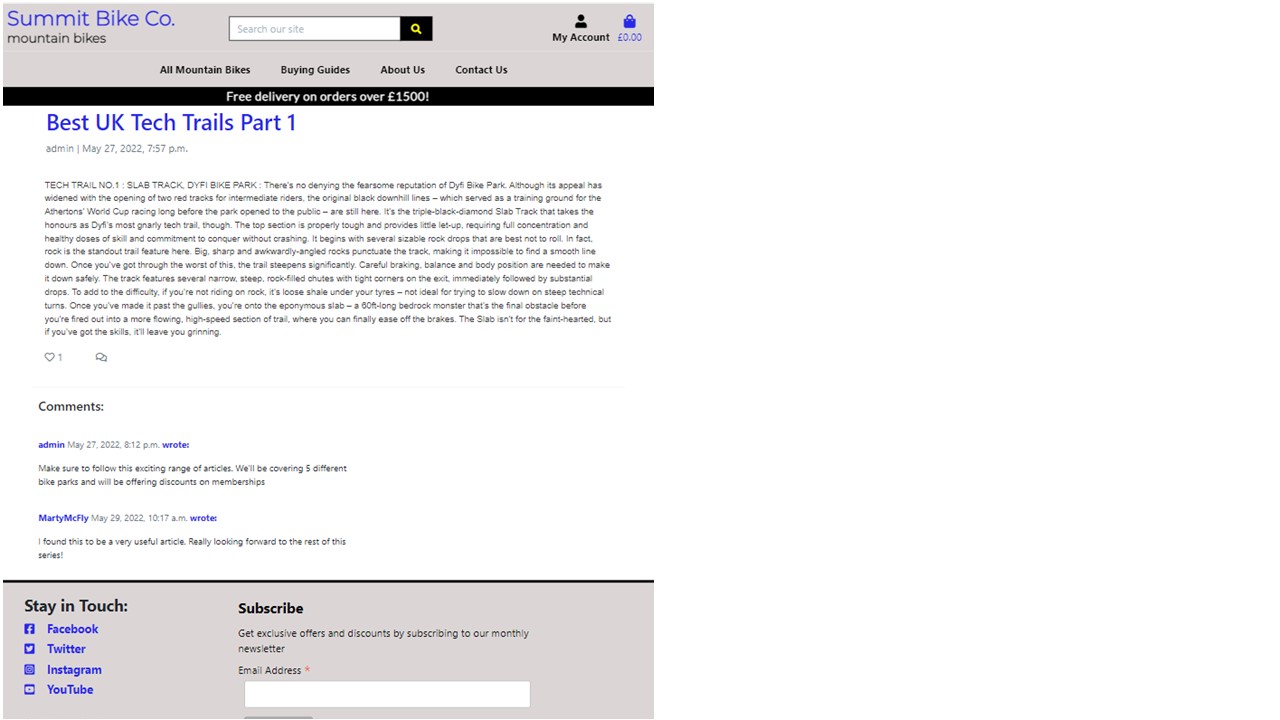 Summit Bike Co.
mountain bikes
Search our site
My Account
£0.00
All Mountain Bikes
Buying Guides
About Us
Contact Us
Free delivery on orders over £1500!
Best UK Tech Trails Part 1
admin | May 27, 2022, 7:57 p.m.
TECH TRAIL NO.1 : SLAB TRACK, DYFI BIKE PARK : There's no denying the fearsome reputation of Dyfi Bike Park. Although its appeal has
widened with the opening of two red tracks for intermediate riders, the original black downhill lines – which served as a training ground for the
Athertons' World Cup racing long before the park opened to the public – are still here. It's the triple-black-diamond Slab Track that takes the
honours as Dyfi's most gnarly tech trail, though. The top section is properly tough and provides little let-up, requiring full concentration and
healthy doses of skill and commitment to conquer without crashing. It begins with several sizable rock drops that are best not to roll. In fact,
rock is the standout trail feature here. Big, sharp and awkwardly-angled rocks punctuate the track, making it impossible to find a smooth line
down. Once you've got through the worst of this, the trail steepens significantly. Careful braking, balance and body position are needed to make
it down safely. The track features several narrow, steep, rock-filled chutes with tight corners on the exit, immediately followed by substantial
drops. To add to the difficulty, if you're not riding on rock, it's loose shale under your tyres – not ideal for trying to slow down on steep technical
turns. Once you've made it past the gullies, you're onto the eponymous slab – a 60ft-long bedrock monster that's the final obstacle before
you're fired out into a more flowing, high-speed section of trail, where you can finally ease off the brakes. The Slab isn't for the faint-hearted, but
if you've got the skills, it'll leave you grinning.
1
Comments:
admin May 27, 2022, 8:12 p.m. wrote:
Make sure to follow this exciting range of articles. We'll be covering 5 different
bike parks and will be offering discounts on memberships
MartyMcFly May 29, 2022, 10:17 a.m. wrote:
I found this to be a very useful article. Really looking forward to the rest of this
series!
Stay in Touch:
Facebook
Twitter
Instagram
YouTube
Subscribe
Get exclusive offers and discounts by subscribing to our monthly
newsletter
Email Address *